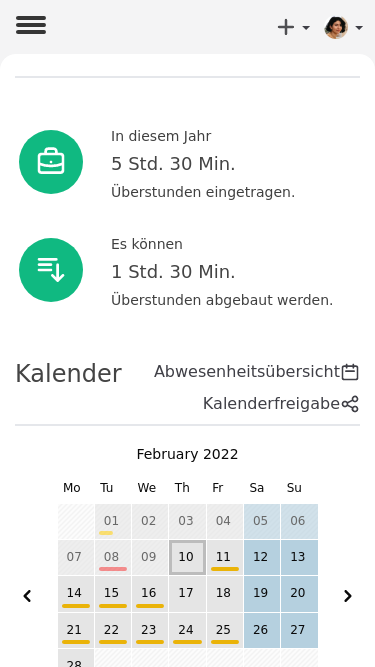 In diesem Jahr
5 Std. 30 Min.
Überstunden eingetragen.
Es können
1 Std. 30 Min.
Überstunden abgebaut werden.
Kalender
Abwesenheitsübersicht
Kalenderfreigabe
February 2022
Mo Tu We Th Fr Sa Su
01 02 03 04 05 06
07 08 09 10 11 12 13
14 15 16 17 18 19 20
21 22 23 24 25 26 27
28